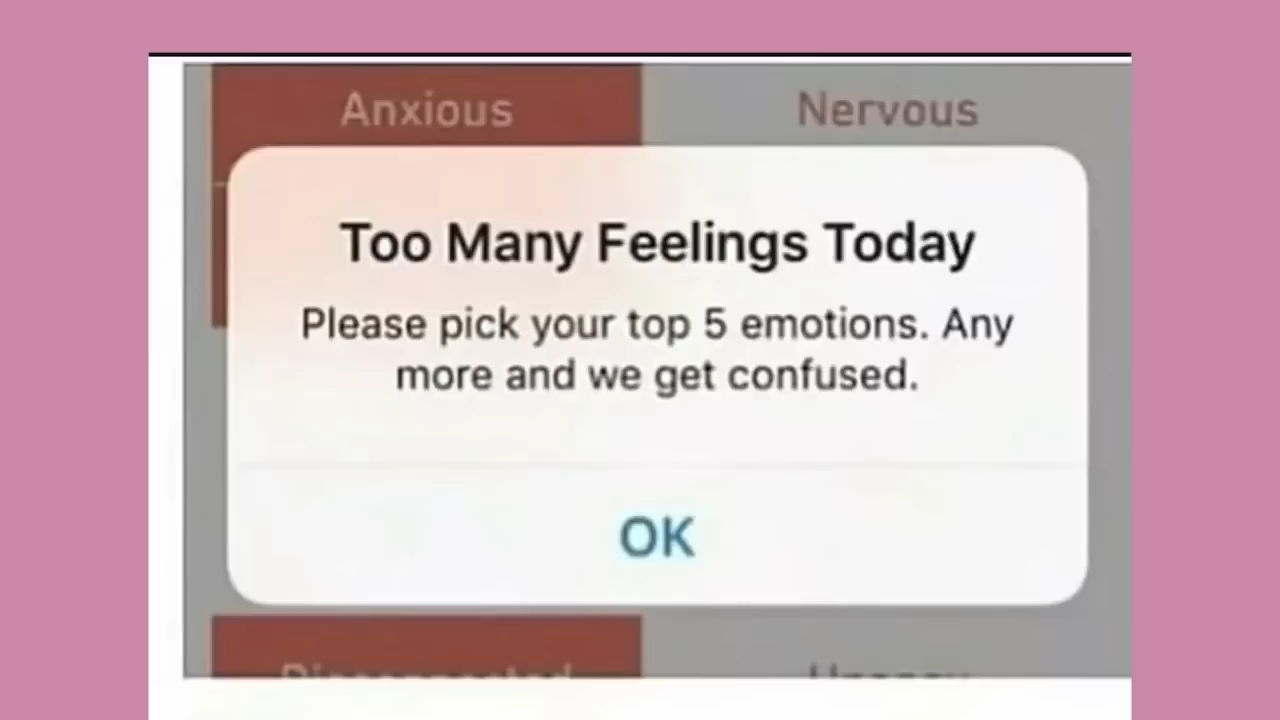 Anxious
Nervous
Too Many Feelings Today
Please pick your top 5 emotions. Any
more and we get confused.
OK